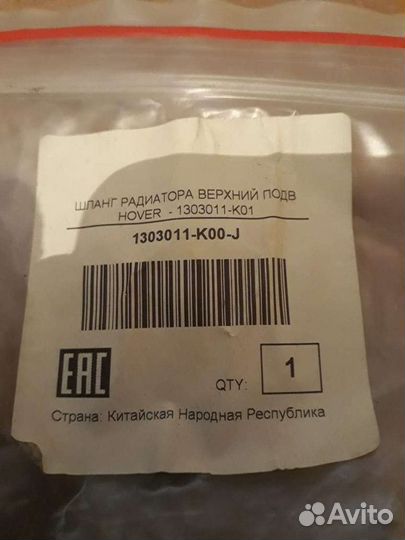 ШЛАНГ РАДИАТОРА ВЕРХНИЙ ПОДВ
HOVER - 1303011-K01
1303011-K00-J
EAC
QTY: 1
Страна: Китайская Народная Республика
Avito